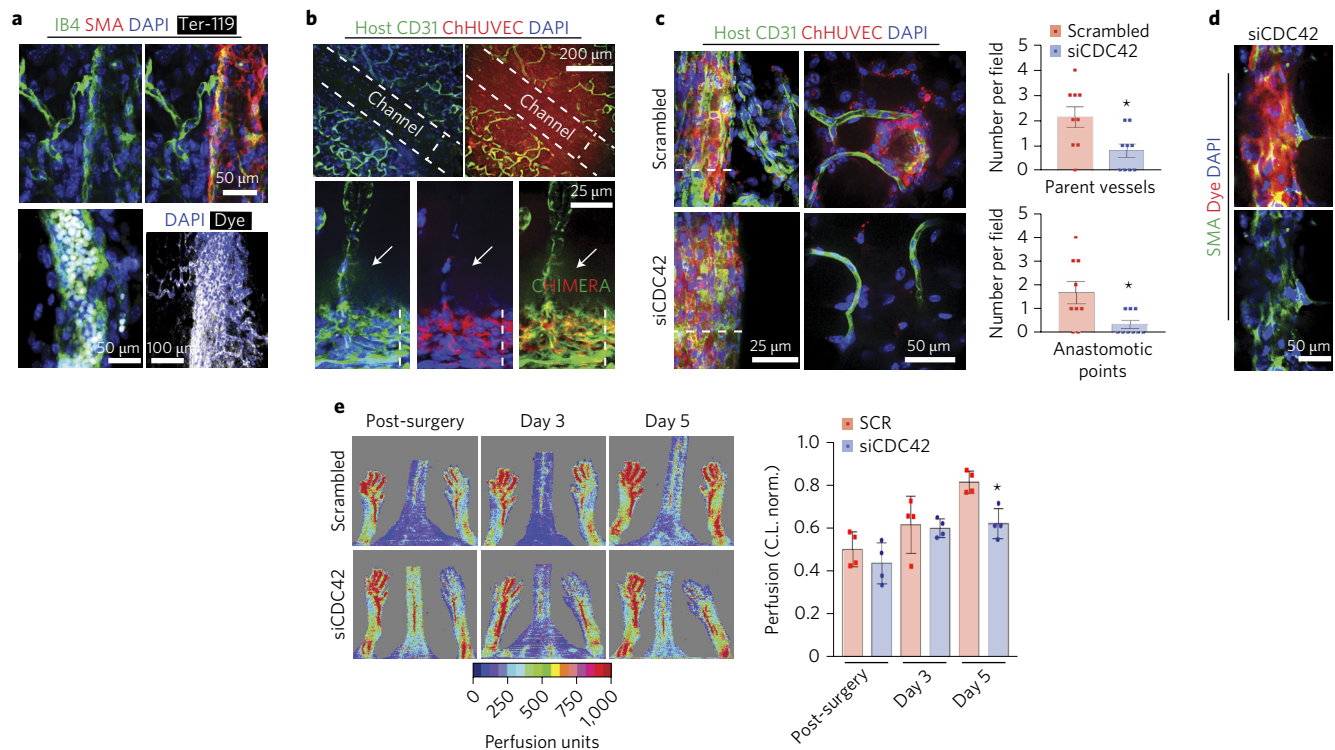 a
IB4 SMA DAPI Ter-119
50 µm
DAPI Dye
50 µm
100 µm
b
Host CD31 ChHUVEC DAPI
200 µm
Channel
Channel
25 µm
CHIMERA
c
Host CD31 ChHUVEC DAPI
Scrambled
siCDC42
25 µm
50 µm
Scrambled
siCDC42
Number per field
5
4
3
2
1
0
*
Parent vessels
Number per field
5
4
3
2
1
0
*
Anastomotic
points
d
siCDC42
SMA Dye DAPI
50 µm
e
Post-surgery
Day 3
Day 5
Scrambled
siCDC42
0
250
500
750
1,000
Perfusion units
SCR
siCDC42
Perfusion (C.L. norm.)
1.0
0.8
0.6
0.4
0.2
0
*
Post-surgery
Day 3
Day 5